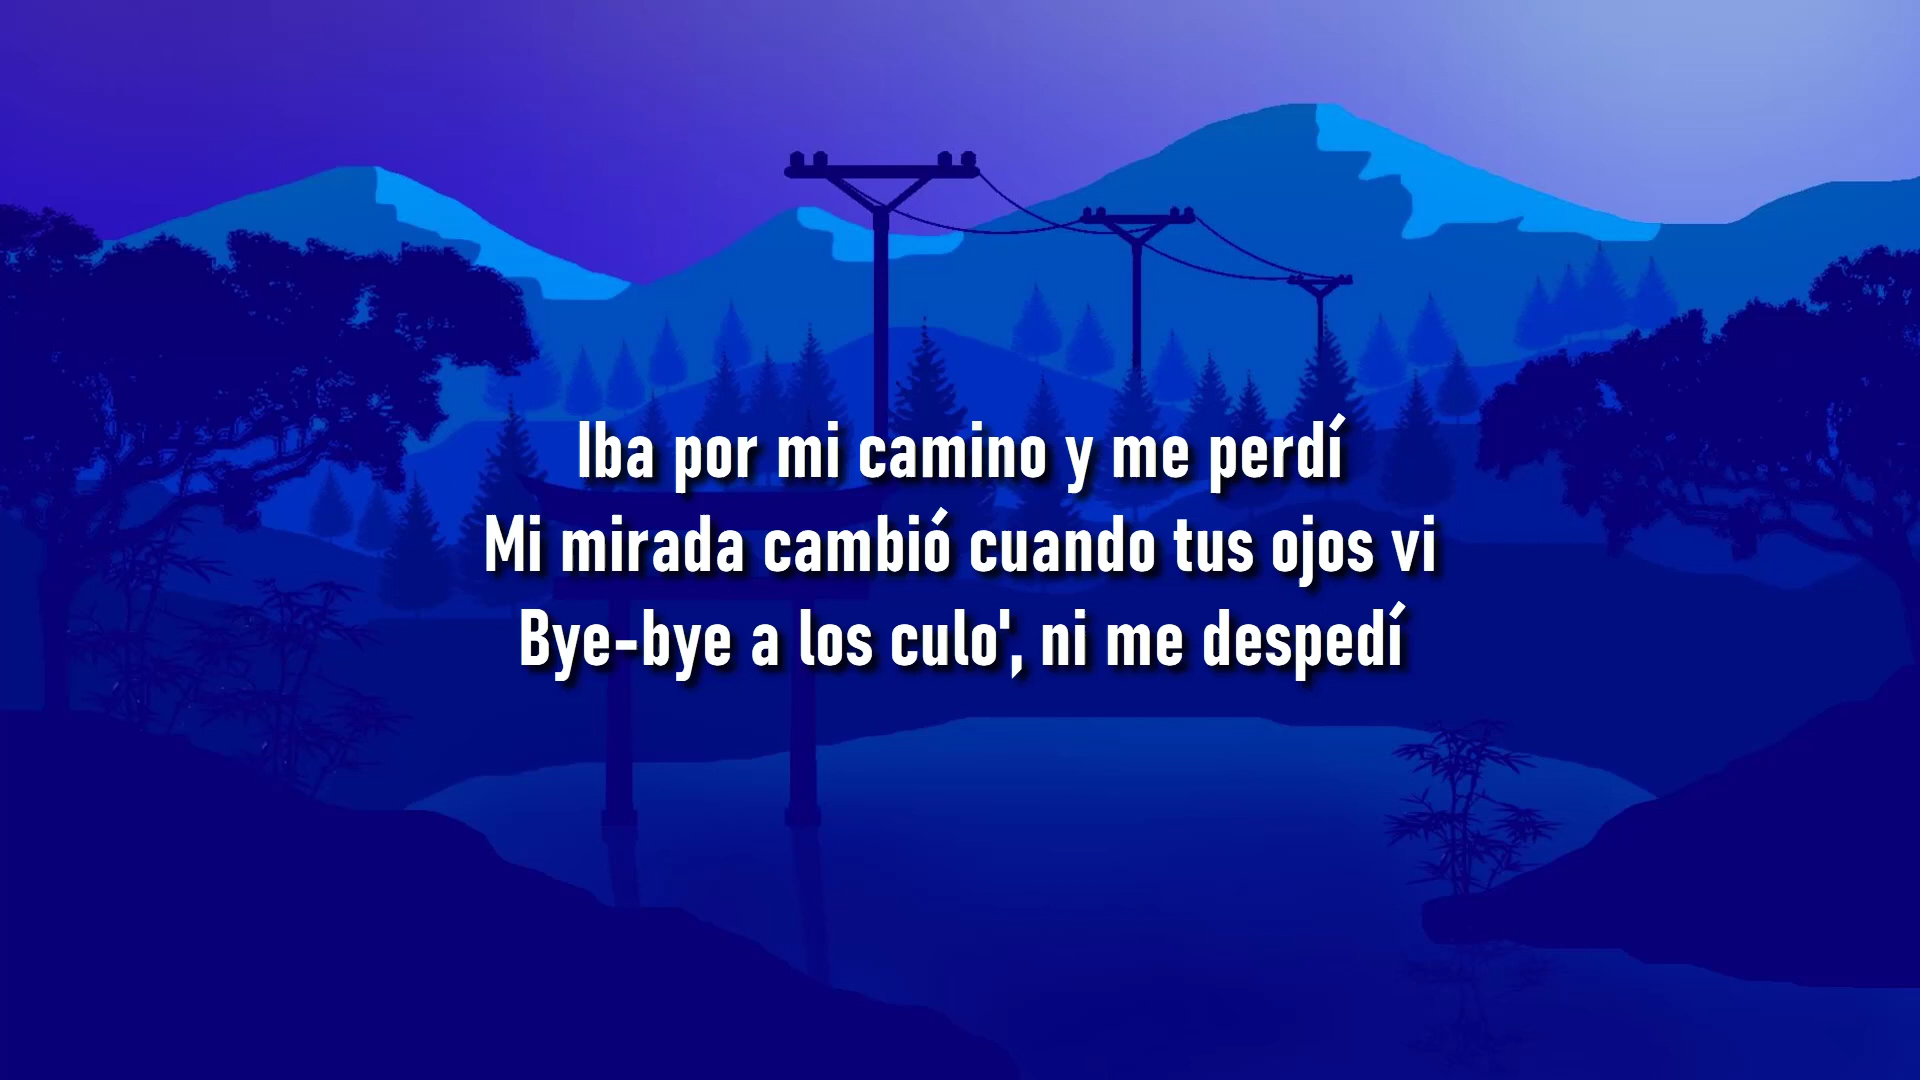 Iba por mi camino y me perdí
Mi mirada cambió cuando tus ojos vi
Bye-bye a los culo', ni me despedí